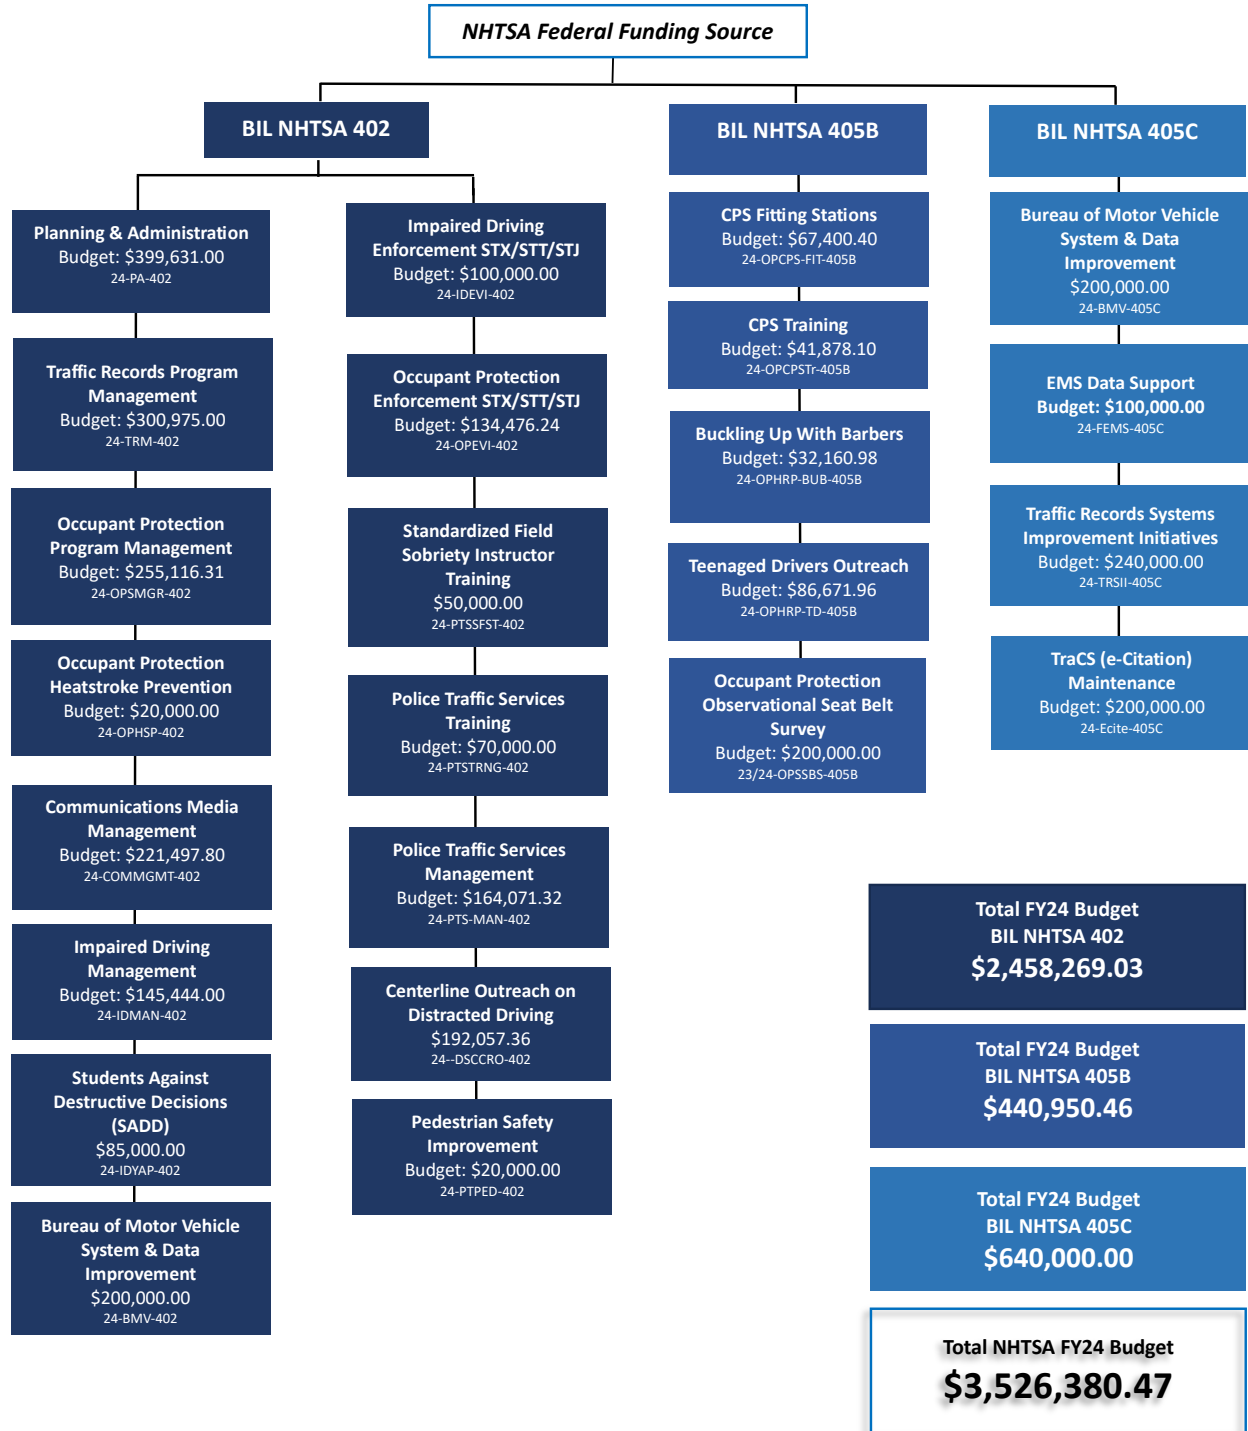 NHTSA Federal Funding Source
BIL NHTSA 402
Planning & Administration
Budget: $399,631.00
24-PA-402
Traffic Records Program
Management
Budget: $300,975.00
24-TRM-402
Occupant Protection
Program Management
Budget: $255,116.31
24-OPSMGR-402
Occupant Protection
Heatstroke Prevention
Budget: $20,000.00
24-OPHSP-402
Communications Media
Management
Budget: $221,497.80
24-COMMGMT-402
Impaired Driving
Management
Budget: $145,444.00
24-IDMAN-402
Students Against
Destructive Decisions
(SADD)
$85,000.00
24-IDYAP-402
Bureau of Motor Vehicle
System & Data
Improvement
$200,000.00
24-BMV-402
Impaired Driving
Enforcement STX/STT/STJ
Budget: $100,000.00
24-IDEVI-402
Occupant Protection
Enforcement STX/STT/STJ
Budget: $134,476.24
24-OPEVI-402
Standardized Field
Sobriety Instructor
Training
$50,000.00
24-PTSSFST-402
Police Traffic Services
Training
Budget: $70,000.00
24-PTSTRNG-402
Police Traffic Services
Management
Budget: $164,071.32
24-PTS-MAN-402
Centerline Outreach on
Distracted Driving
$192,057.36
24--DSCCRO-402
Pedestrian Safety
Improvement
Budget: $20,000.00
24-PTPED-402
BIL NHTSA 405B
CPS Fitting Stations
Budget: $67,400.40
24-OPCPS-FIT-405B
CPS Training
Budget: $41,878.10
24-OPCPSTr-405B
Buckling Up With Barbers
Budget: $32,160.98
24-OPHRP-BUB-405B
Teenaged Drivers Outreach
Budget: $86,671.96
24-OPHRP-TD-405B
Occupant Protection
Observational Seat Belt
Survey
Budget: $200,000.00
23/24-OPSSBS-405B
BIL NHTSA 405C
Bureau of Motor Vehicle
System & Data
Improvement
$200,000.00
24-BMV-405C
EMS Data Support
Budget: $100,000.00
24-FEMS-405C
Traffic Records Systems
Improvement Initiatives
Budget: $240,000.00
24-TRSII-405C
TraCS (e-Citation)
Maintenance
Budget: $200,000.00
24-Ecite-405C
Total FY24 Budget
BIL NHTSA 402
$2,458,269.03
Total FY24 Budget
BIL NHTSA 405B
$440,950.46
Total FY24 Budget
BIL NHTSA 405C
$640,000.00
Total NHTSA FY24 Budget
$3,526,380.47